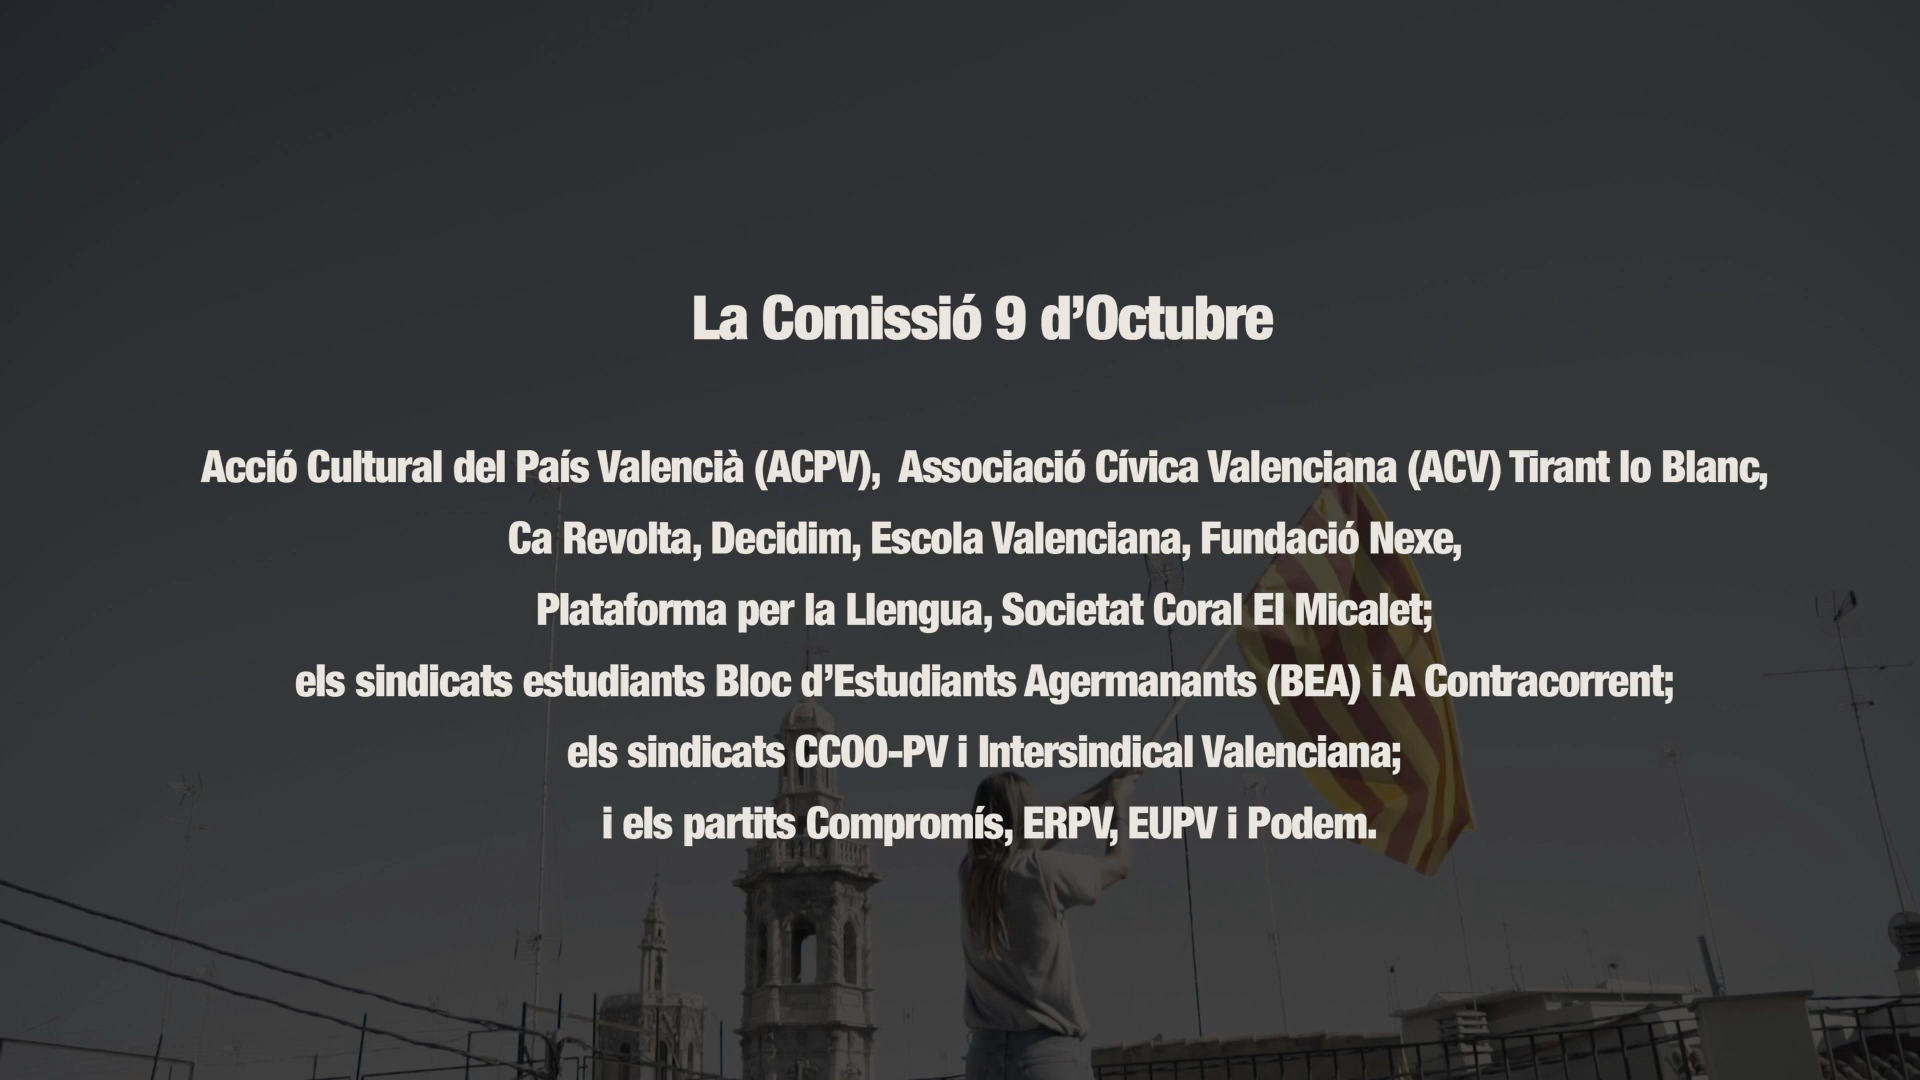 La Comissió 9 d’Octubre
Acció Cultural del País Valencià (ACPV), Associació Cívica Valenciana (ACV) Tirant lo Blanc,
Ca Revolta, Decidim, Escola Valenciana, Fundació Nexe,
Plataforma per la Llengua, Societat Coral El Micalet;
els sindicats estudiants Bloc d’Estudiants Agermanants (BEA) i A Contracorrent;
els sindicats CCOO-PV i Intersindical Valenciana;
i els partits Compromís, ERPV, EUPV i Podem.